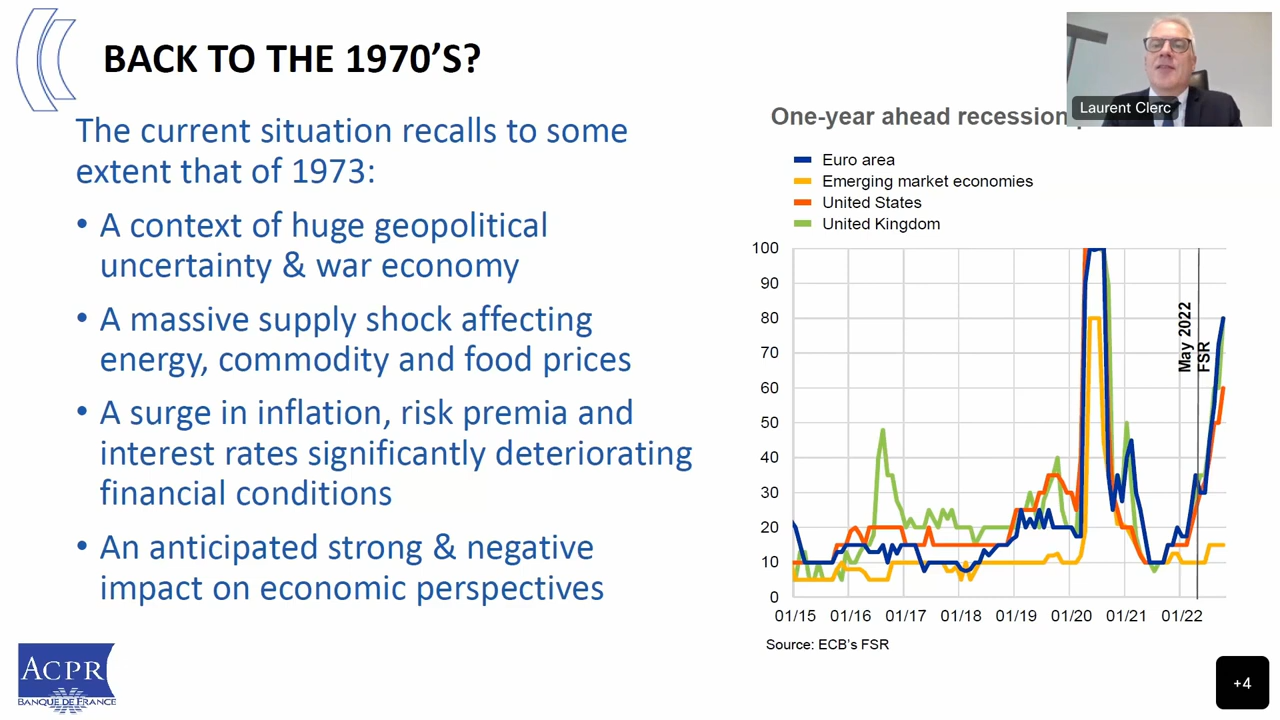 BACK TO THE 1970'S?
The current situation recalls to some
extent that of 1973:
• A context of huge geopolitical
uncertainty & war economy
• A massive supply shock affecting
energy, commodity and food prices
• A surge in inflation, risk premia and
interest rates significantly deteriorating
financial conditions
• An anticipated strong & negative
impact on economic perspectives
ACPR
BANQUE DE FRANCE
Laurent Clerc
One-year ahead recession
Euro area
Emerging market economies
United States
United Kingdom
100
90
80
70
60
50
40
30
20
10
0
May 2022
FSR
01/15 01/16 01/17 01/18 01/19 01/20 01/21 01/22
Source: ECB's FSR
+4